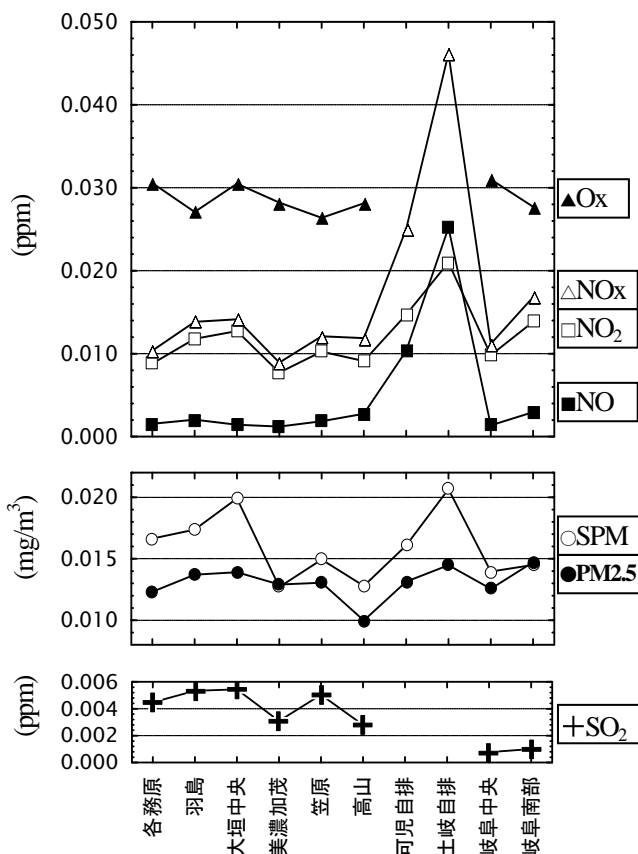 0.050
0.040
0.030
0.020
0.010
0.000
(ppm)
▲Ox
△NOx
□NO₂
■NO
0.020
0.015
0.010
(mg/m³)
○SPM
●PM2.5
0.006
0.004
0.002
0.000
(ppm)
+SO₂
各務原
羽島
大垣中央
美濃加茂
笠原
高山
可児自排
土岐自排
岐阜中央
岐阜南部